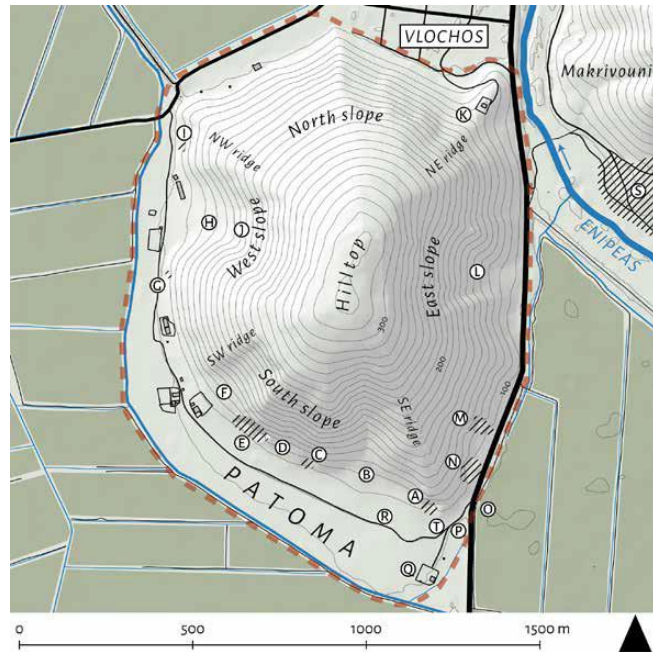 VLOCHOS
Makrivouni
North slope
K
I
NW ridge
NE ridge
S
H
J
West slope
ENIPEAS
Hilltop
East slope
L
G
300
SW ridge
200
F
South slope
100
SE ridge
M
E
D
C
B
N
A
PATOMA
R
T
P
O
Q
0 500 1000 1500 m